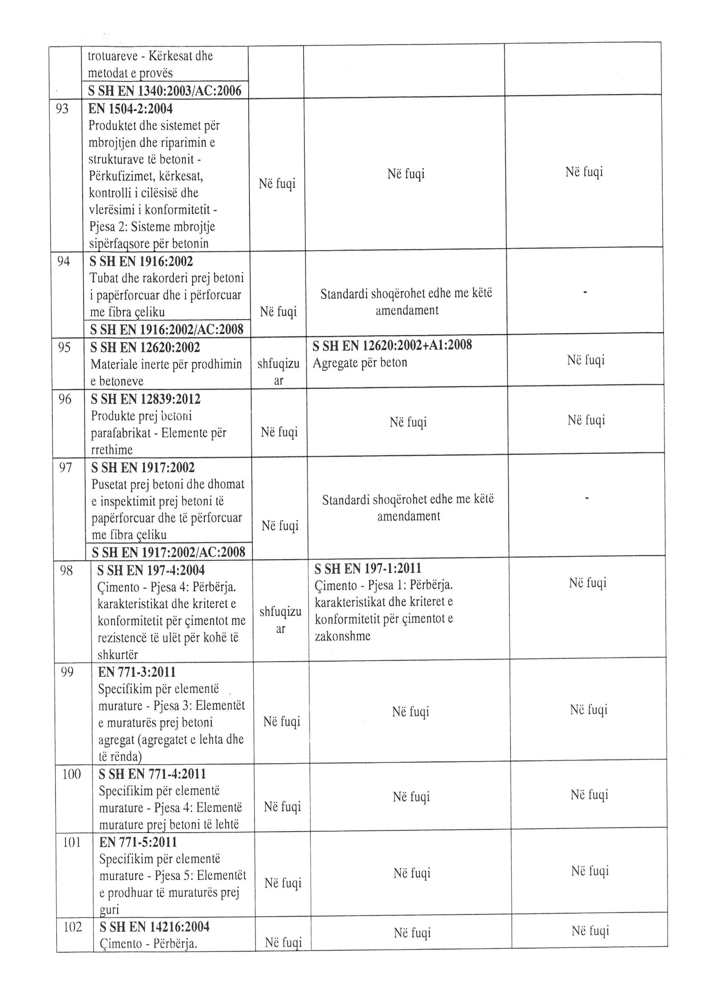 trotuareve - Kërkesat dhe
metodat e provës
S SH EN 1340:2003/AC:2006
93
EN 1504-2:2004
Produktet dhe sistemet për
mbrojtjen dhe riparimin e
strukturave të betonit -
Përkufizimet, kërkesat,
kontrolli i cilësisë dhe
vlerësimi i konformitetit -
Pjesa 2: Sisteme mbrojtje
sipërfaqsore për betonin
Në fuqi
Në fuqi
Në fuqi
94
S SH EN 1916:2002
Tubat dhe rakorderi prej betoni
i papërforcuar dhe i përforcuar
me fibra çeliku
S SH EN 1916:2002/AC:2008
Në fuqi
Standardi shoqërohet edhe me këtë
amendament
-
95
S SH EN 12620:2002
Materiale inerte për prodhimin
e betoneve
shfuqizu
ar
S SH EN 12620:2002+A1:2008
Agregate për beton
Në fuqi
96
S SH EN 12839:2012
Produkte prej betoni
parafabrikat - Elemente për
rrethime
Në fuqi
Në fuqi
Në fuqi
97
S SH EN 1917:2002
Pusetat prej betoni dhe dhomat
e inspektimit prej betoni të
papërforcuar dhe të përforcuar
me fibra çeliku
S SH EN 1917:2002/AC:2008
Në fuqi
Standardi shoqërohet edhe me këtë
amendament
-
98
S SH EN 197-4:2004
Çimento - Pjesa 4: Përbërja.
karakteristikat dhe kriteret e
konformitetit për çimentot me
rezistencë të ulët për kohë të
shkurtër
shfuqizu
ar
S SH EN 197-1:2011
Çimento - Pjesa 1: Përbërja.
karakteristikat dhe kriteret e
konformitetit për çimentot e
zakonshme
Në fuqi
99
EN 771-3:2011
Specifikim për elementë
murature - Pjesa 3: Elementët
e muraturës prej betoni
agregat (agregatet e lehta dhe
të rënda)
Në fuqi
Në fuqi
Në fuqi
100
S SH EN 771-4:2011
Specifikim për elementë
murature - Pjesa 4: Elementë
murature prej betoni të lehtë
Në fuqi
Në fuqi
Në fuqi
101
EN 771-5:2011
Specifikim për elementë
murature - Pjesa 5: Elementët
e prodhuar të muraturës prej
guri
Në fuqi
Në fuqi
Në fuqi
102
S SH EN 14216:2004
Çimento - Përbërja.
Në fuqi
Në fuqi
Në fuqi